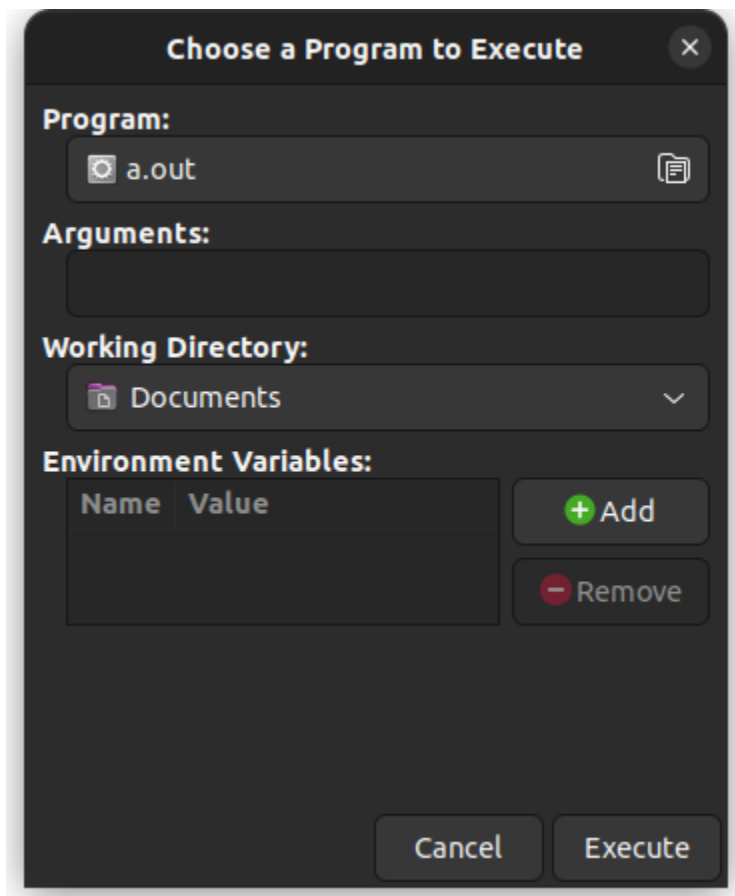 Choose a Program to Execute
Program:
a.out
Arguments:
Working Directory:
Documents
Environment Variables:
Name Value
Add
Remove
Cancel Execute